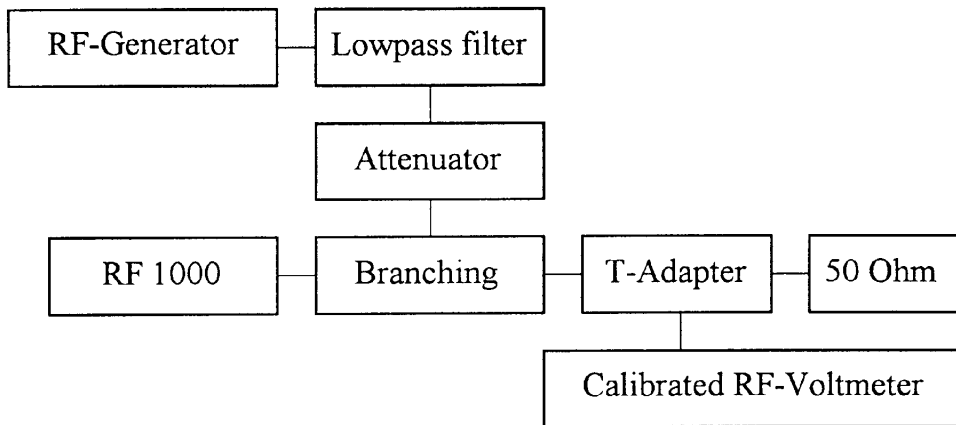 RF-Generator
Lowpass filter
Attenuator
RF 1000
Branching
T-Adapter
50 Ohm
Calibrated RF-Voltmeter